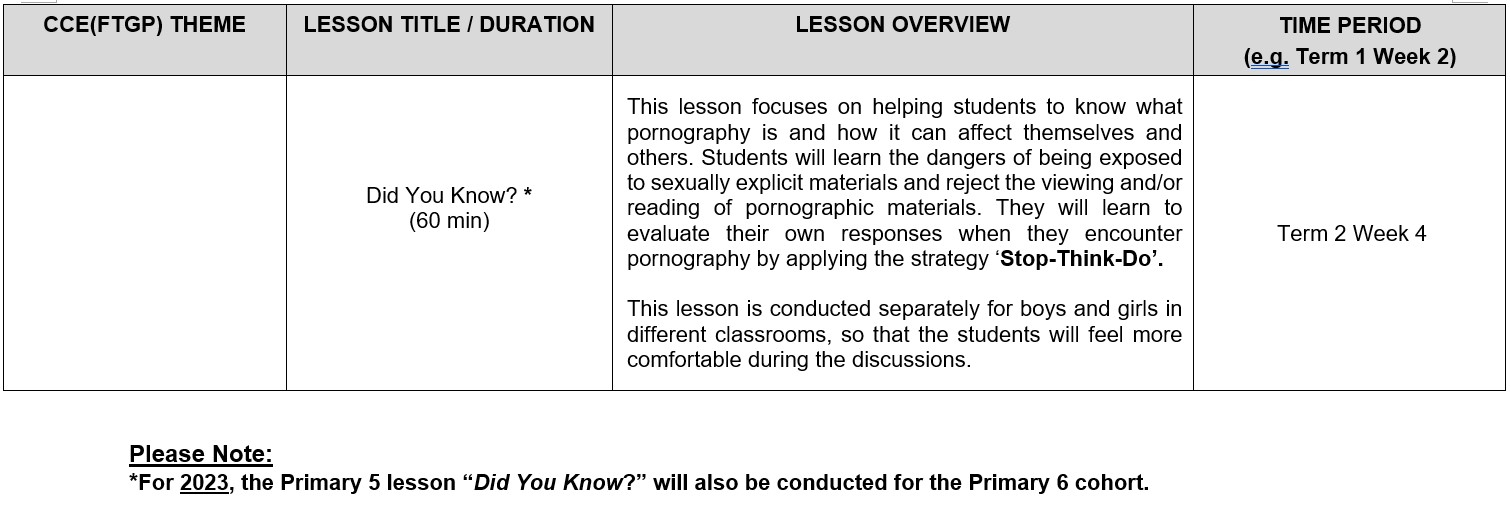 CCE(FTGP) THEME
LESSON TITLE / DURATION
LESSON OVERVIEW
TIME PERIOD
(e.g. Term 1 Week 2)
Did You Know? *
(60 min)
This lesson focuses on helping students to know what
pornography is and how it can affect themselves and
others. Students will learn the dangers of being exposed
to sexually explicit materials and reject the viewing and/or
reading of pornographic materials. They will learn to
evaluate their own responses when they encounter
pornography by applying the strategy ‘Stop-Think-Do’.
This lesson is conducted separately for boys and girls in
different classrooms, so that the students will feel more
comfortable during the discussions.
Term 2 Week 4
Please Note:
*For 2023, the Primary 5 lesson “Did You Know?” will also be conducted for the Primary 6 cohort.